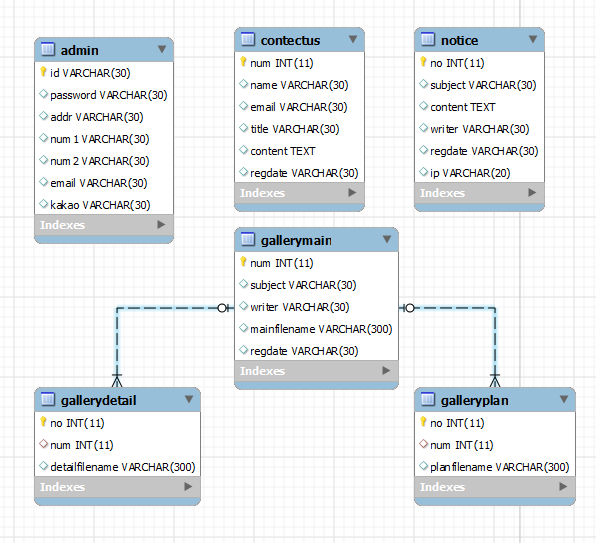 admin
id VARCHAR(30)
password VARCHAR(30)
addr VARCHAR(30)
num1 VARCHAR(30)
num2 VARCHAR(30)
email VARCHAR(30)
kakao VARCHAR(30)
Indexes
contectus
num INT(11)
name VARCHAR(30)
email VARCHAR(30)
title VARCHAR(30)
content TEXT
regdate VARCHAR(30)
Indexes
notice
no INT(11)
subject VARCHAR(30)
content TEXT
writer VARCHAR(30)
regdate VARCHAR(30)
ip VARCHAR(20)
Indexes
gallerymain
num INT(11)
subject VARCHAR(30)
writer VARCHAR(30)
mainfilename VARCHAR(300)
regdate VARCHAR(30)
Indexes
gallerydetail
no INT(11)
num INT(11)
detailfilename VARCHAR(300)
Indexes
galleryplan
no INT(11)
num INT(11)
planfilename VARCHAR(300)
Indexes